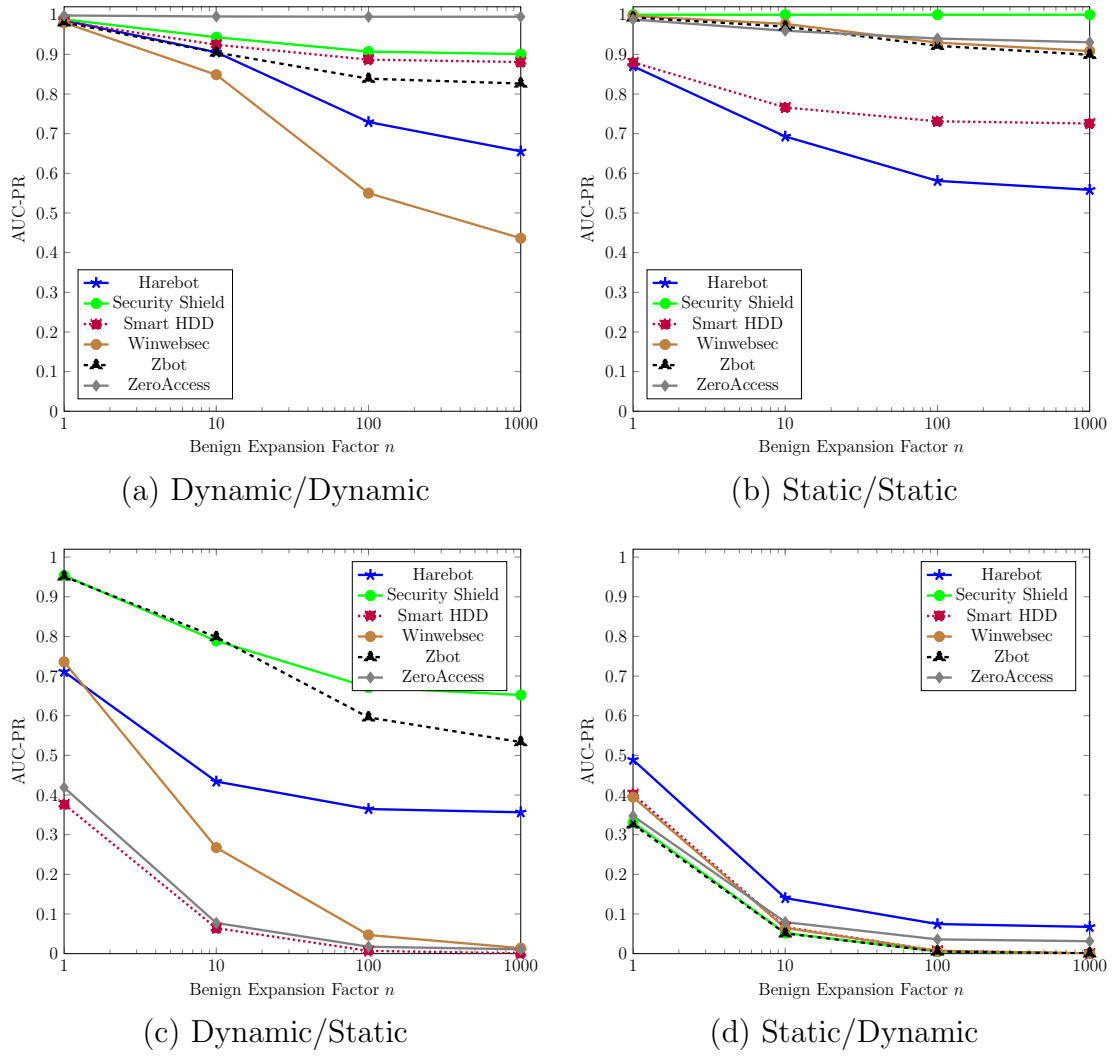 1
0.9
0.8
0.7
0.6
0.5
0.4
0.3
0.2
0.1
0
AUC-PR
Harebot
Security Shield
Smart HDD
Winwebsec
Zbot
ZeroAccess
1 10 100 1000
Benign Expansion Factor n
(a) Dynamic/Dynamic
1
0.9
0.8
0.7
0.6
0.5
0.4
0.3
0.2
0.1
0
AUC-PR
Harebot
Security Shield
Smart HDD
Winwebsec
Zbot
ZeroAccess
1 10 100 1000
Benign Expansion Factor n
(b) Static/Static
1
0.9
0.8
0.7
0.6
0.5
0.4
0.3
0.2
0.1
0
AUC-PR
Harebot
Security Shield
Smart HDD
Winwebsec
Zbot
ZeroAccess
1 10 100 1000
Benign Expansion Factor n
(c) Dynamic/Static
1
0.9
0.8
0.7
0.6
0.5
0.4
0.3
0.2
0.1
0
AUC-PR
Harebot
Security Shield
Smart HDD
Winwebsec
Zbot
ZeroAccess
1 10 100 1000
Benign Expansion Factor n
(d) Static/Dynamic